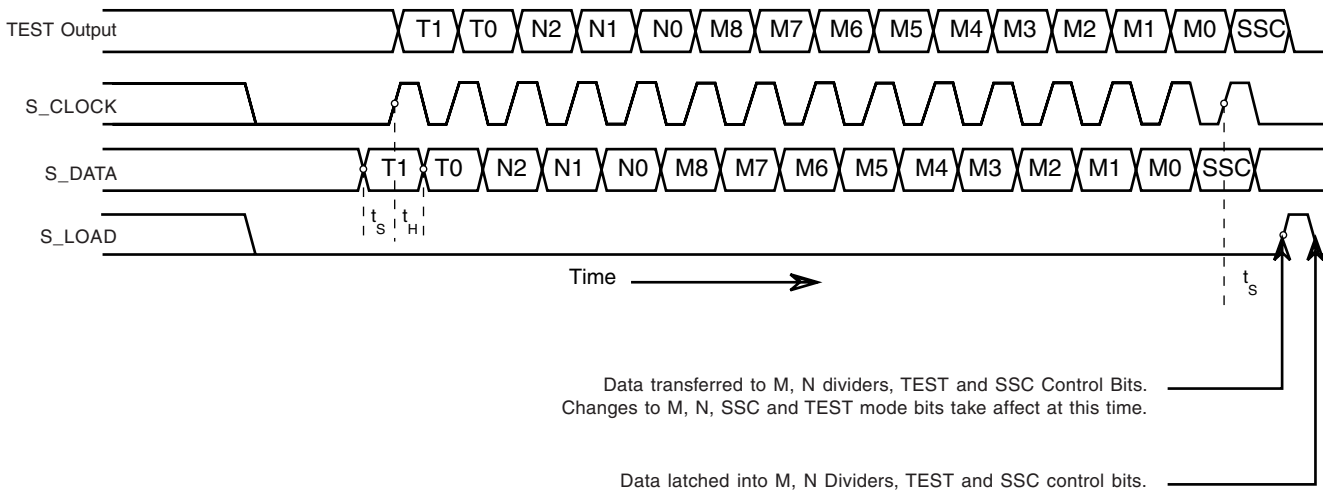 TEST Output T1 T0 N2 N1 N0 M8 M7 M6 M5 M4 M3 M2 M1 M0 SSC
S_CLOCK
S_DATA T1 T0 N2 N1 N0 M8 M7 M6 M5 M4 M3 M2 M1 M0 SSC
S_LOAD tS tH
Time tS
Data transferred to M, N dividers, TEST and SSC Control Bits.
Changes to M, N, SSC and TEST mode bits take affect at this time.
Data latched into M, N Dividers, TEST and SSC control bits.